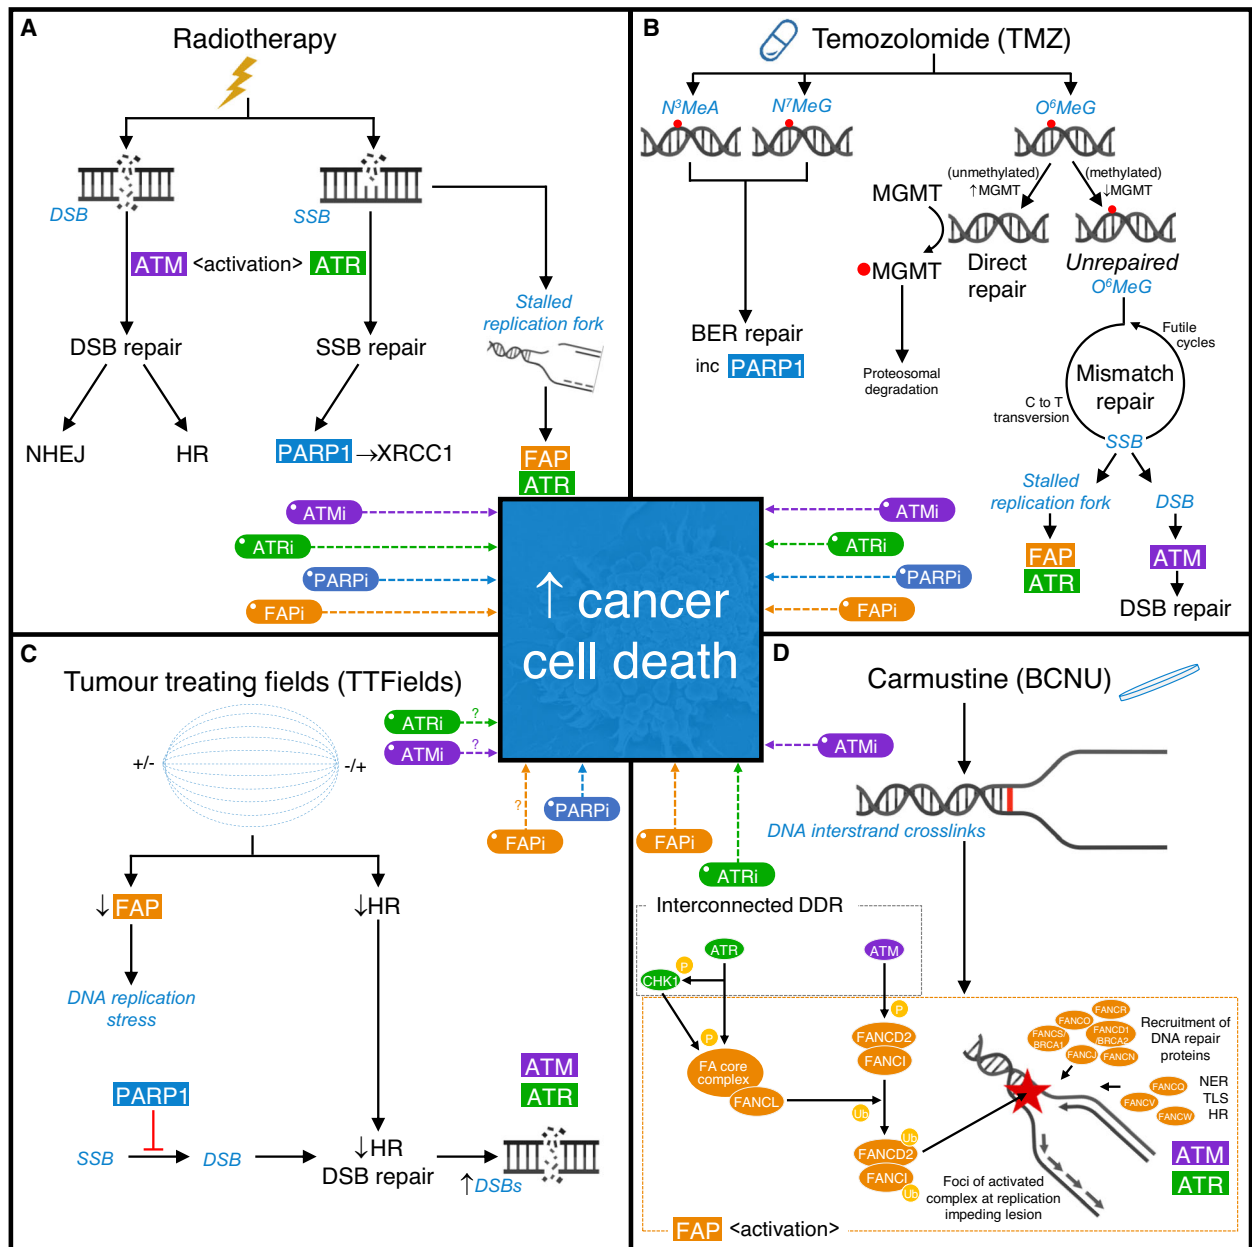 A
Radiotherapy
DSB
SSB
ATM <activation> ATR
Stalled
replication fork
DSB repair
SSB repair
NHEJ
HR
PARP1 →XRCC1
FAP
ATR
ATMi
ATRi
PARPi
FAPi
B
Temozolomide (TMZ)
N³MeA
N⁷MeG
O⁶MeG
(unmethylated)
↑MGMT
(methylated)
↓MGMT
MGMT
MGMT
Direct
repair
Unrepaired
O⁶MeG
BER repair
inc PARP1
Proteosomal
degradation
Futile
cycles
Mismatch
repair
C to T
transversion
SSB
Stalled
replication fork
DSB
FAP
ATR
ATM
DSB repair
ATMi
ATRi
PARPi
FAPi
↑ cancer
cell death
C
Tumour treating fields (TTFields)
+/-
-/+
ATRi
?
ATMi
?
?
FAPi
PARPi
↓FAP
↓HR
DNA replication
stress
PARP1
SSB
DSB
↓HR
DSB repair
↑DSBs
ATM
ATR
D
Carmustine (BCNU)
ATMi
FAPi
ATRi
DNA interstrand crosslinks
Interconnected DDR
ATR
ATM
P
CHK1
P
P
FA core
complex
FANCL
FANCD2
FANCI
Ub
Ub
FANCD2
FANCI
Ub
FANCR
FANCO
FANCS/
BRCA1
FANCD1
/BRCA2
FANCJ
FANCN
Recruitment of
DNA repair
proteins
FANCQ
FANCV
FANCW
NER
TLS
HR
ATM
ATR
Foci of activated
complex at replication
impeding lesion
FAP <activation>